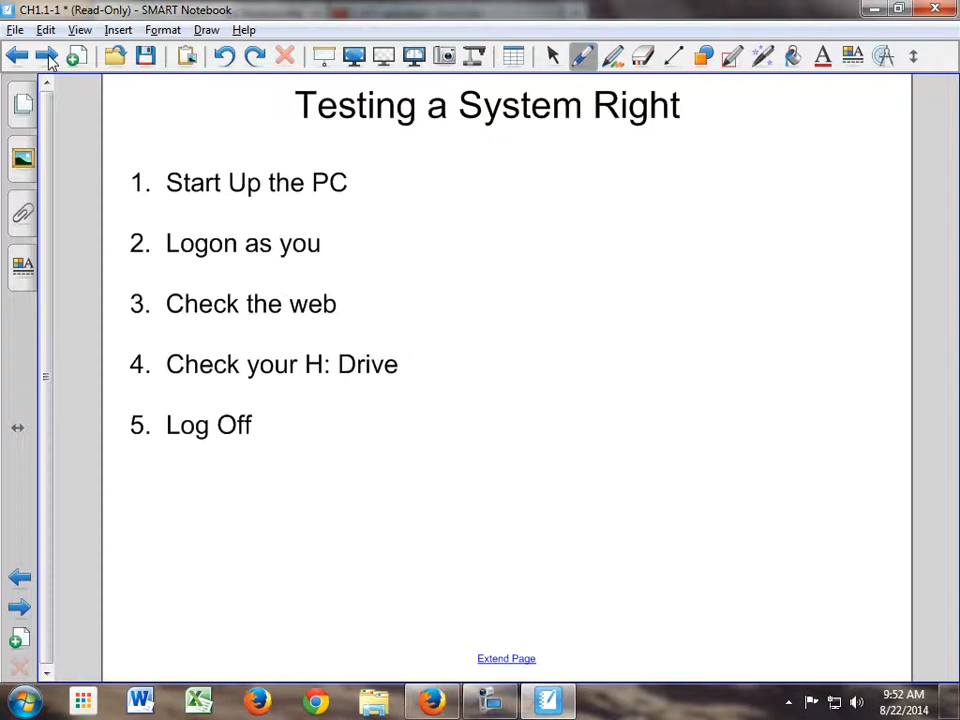 CH1.1-1 * (Read-Only) - SMART Notebook
File Edit View Insert Format Draw Help
Testing a System Right
1. Start Up the PC
2. Logon as you
3. Check the web
4. Check your H: Drive
5. Log Off
Extend Page
9:52 AM
8/22/2014